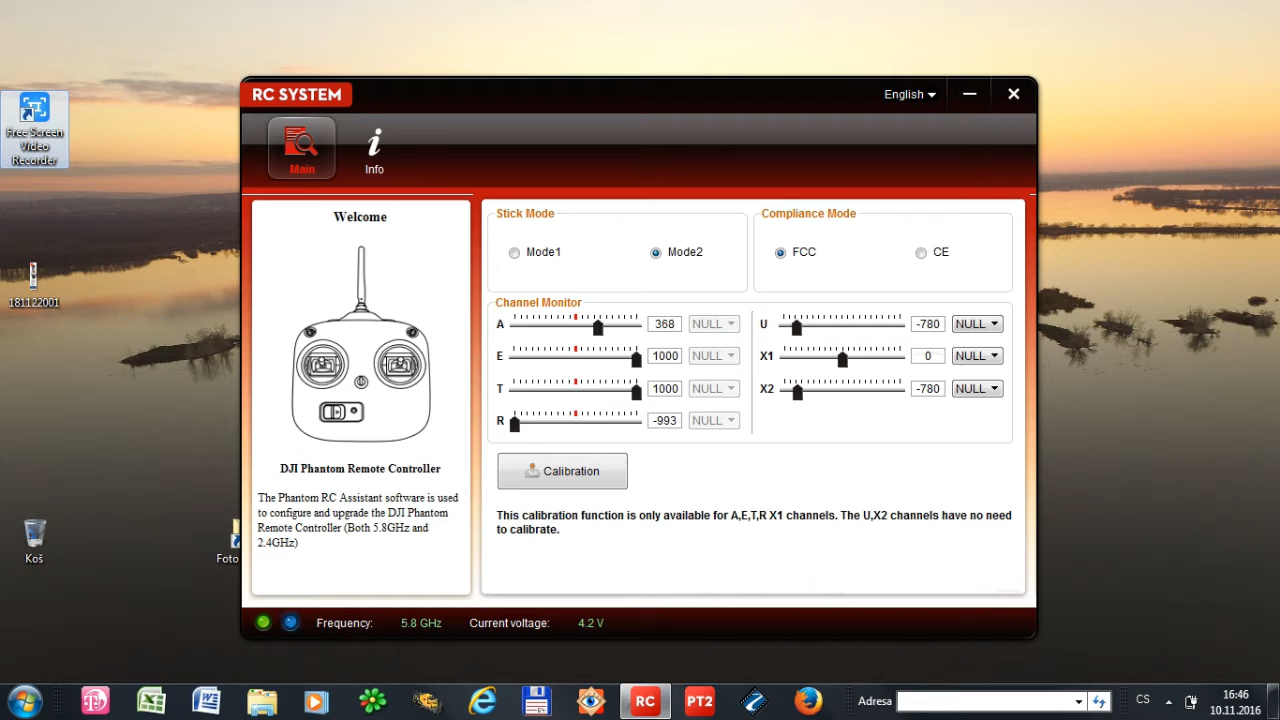 Free Screen
Video
Recorder
181122001
Koš
Foto
RC SYSTEM
English
Main
Info
Welcome
DJI Phantom Remote Controller
The Phantom RC Assistant software is used
to configure and upgrade the DJI Phantom
Remote Controller (Both 5.8GHz and
2.4GHz)
Stick Mode
Mode1
Mode2
Compliance Mode
FCC
CE
Channel Monitor
A 368 NULL
E 1000 NULL
T 1000 NULL
R -993 NULL
U -780 NULL
X1 0 NULL
X2 -780 NULL
Calibration
This calibration function is only available for A,E,T,R X1 channels. The U,X2 channels have no need
to calibrate.
Frequency: 5.8 GHz Current voltage: 4.2 V
RC
PT2
Adresa
CS
16:46
10.11.2016